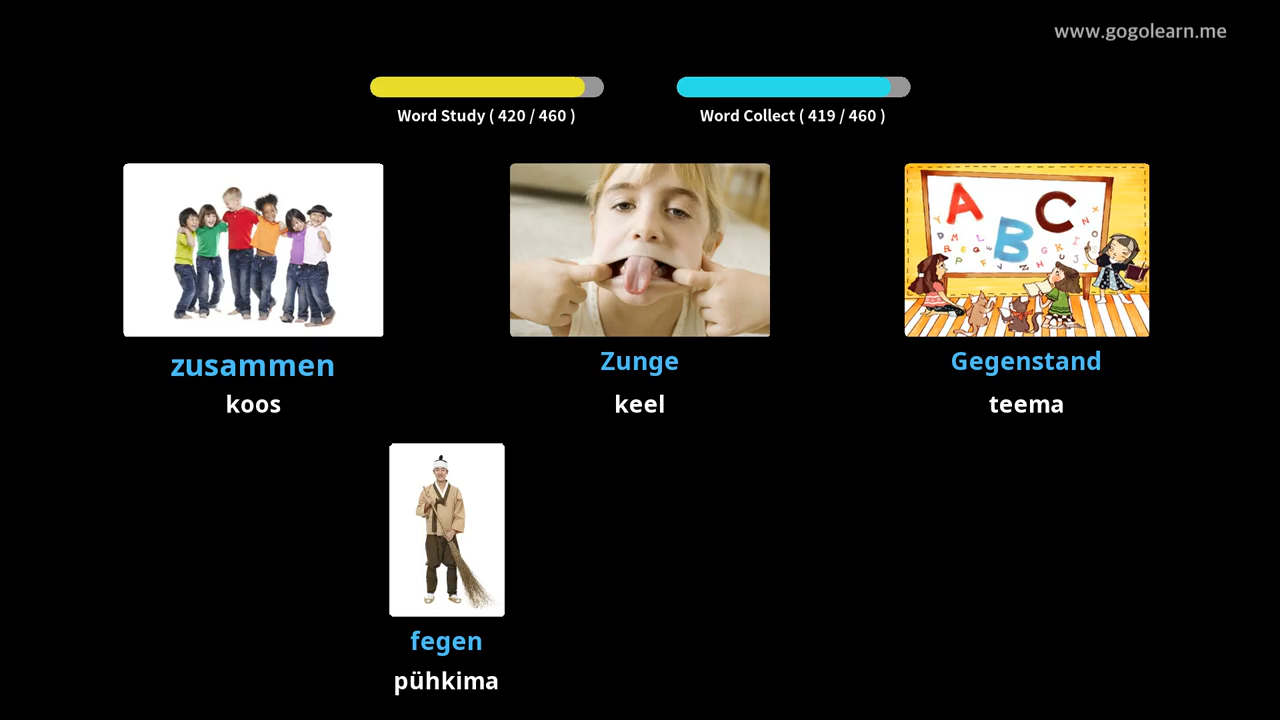 www.gogolearn.me
Word Study ( 420 / 460 )
Word Collect ( 419 / 460 )
A B C
zusammen
Zunge
Gegenstand
koos
keel
teema
fegen
pühkima